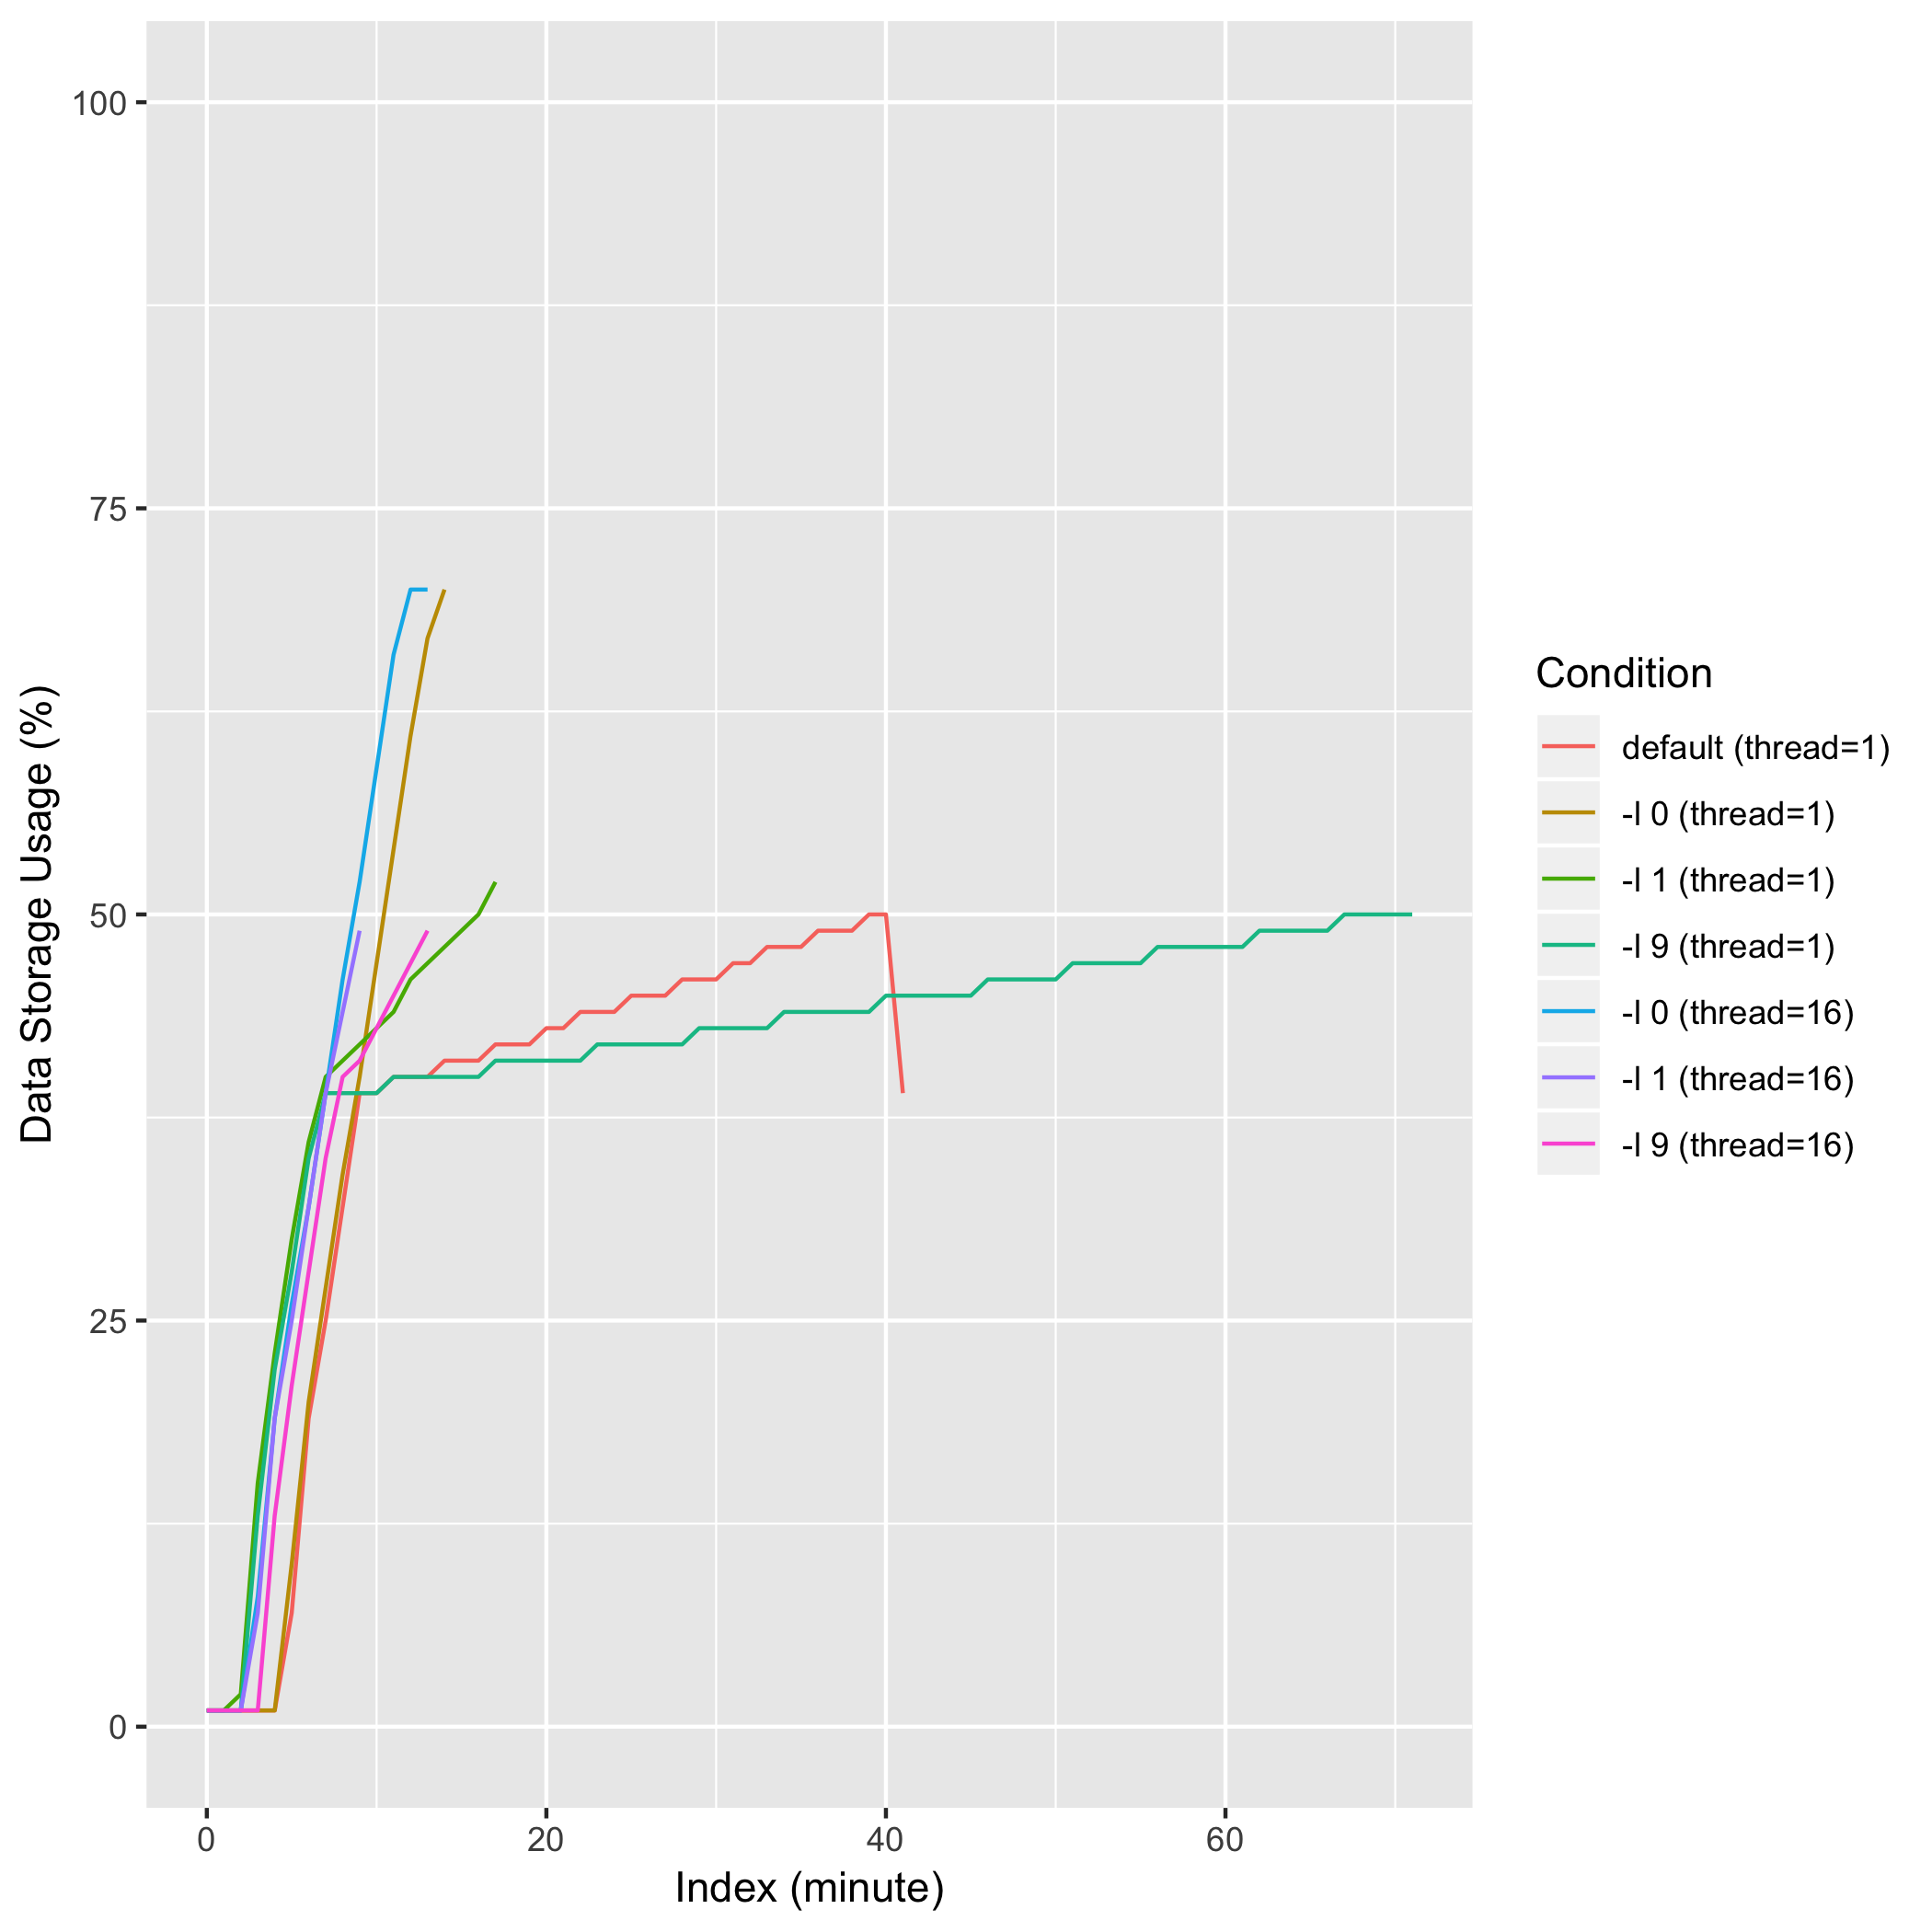 100
75
50
25
0
Data Storage Usage (%)
0 20 40 60
Index (minute)
Condition
default (thread=1)
-l 0 (thread=1)
-l 1 (thread=1)
-l 9 (thread=1)
-l 0 (thread=16)
-l 1 (thread=16)
-l 9 (thread=16)